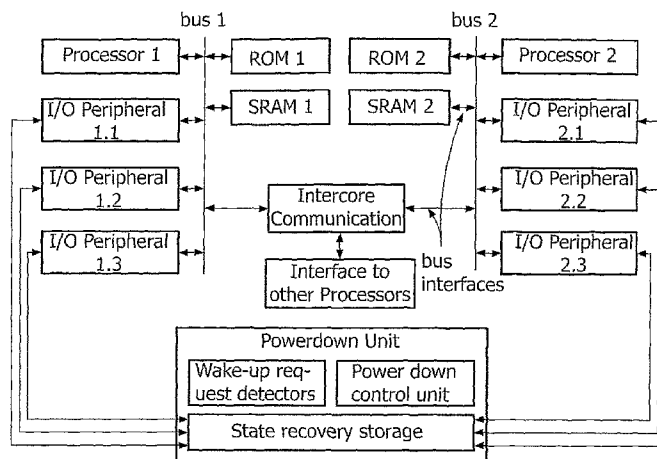 bus 1
bus 2
Processor 1
ROM 1
ROM 2
Processor 2
I/O Peripheral
1.1
SRAM 1
SRAM 2
I/O Peripheral
2.1
I/O Peripheral
1.2
Intercore
Communication
I/O Peripheral
2.2
I/O Peripheral
1.3
Interface to
other Processors
bus
interfaces
I/O Peripheral
2.3
Powerdown Unit
Wake-up req-
uest detectors
Power down
control unit
State recovery storage